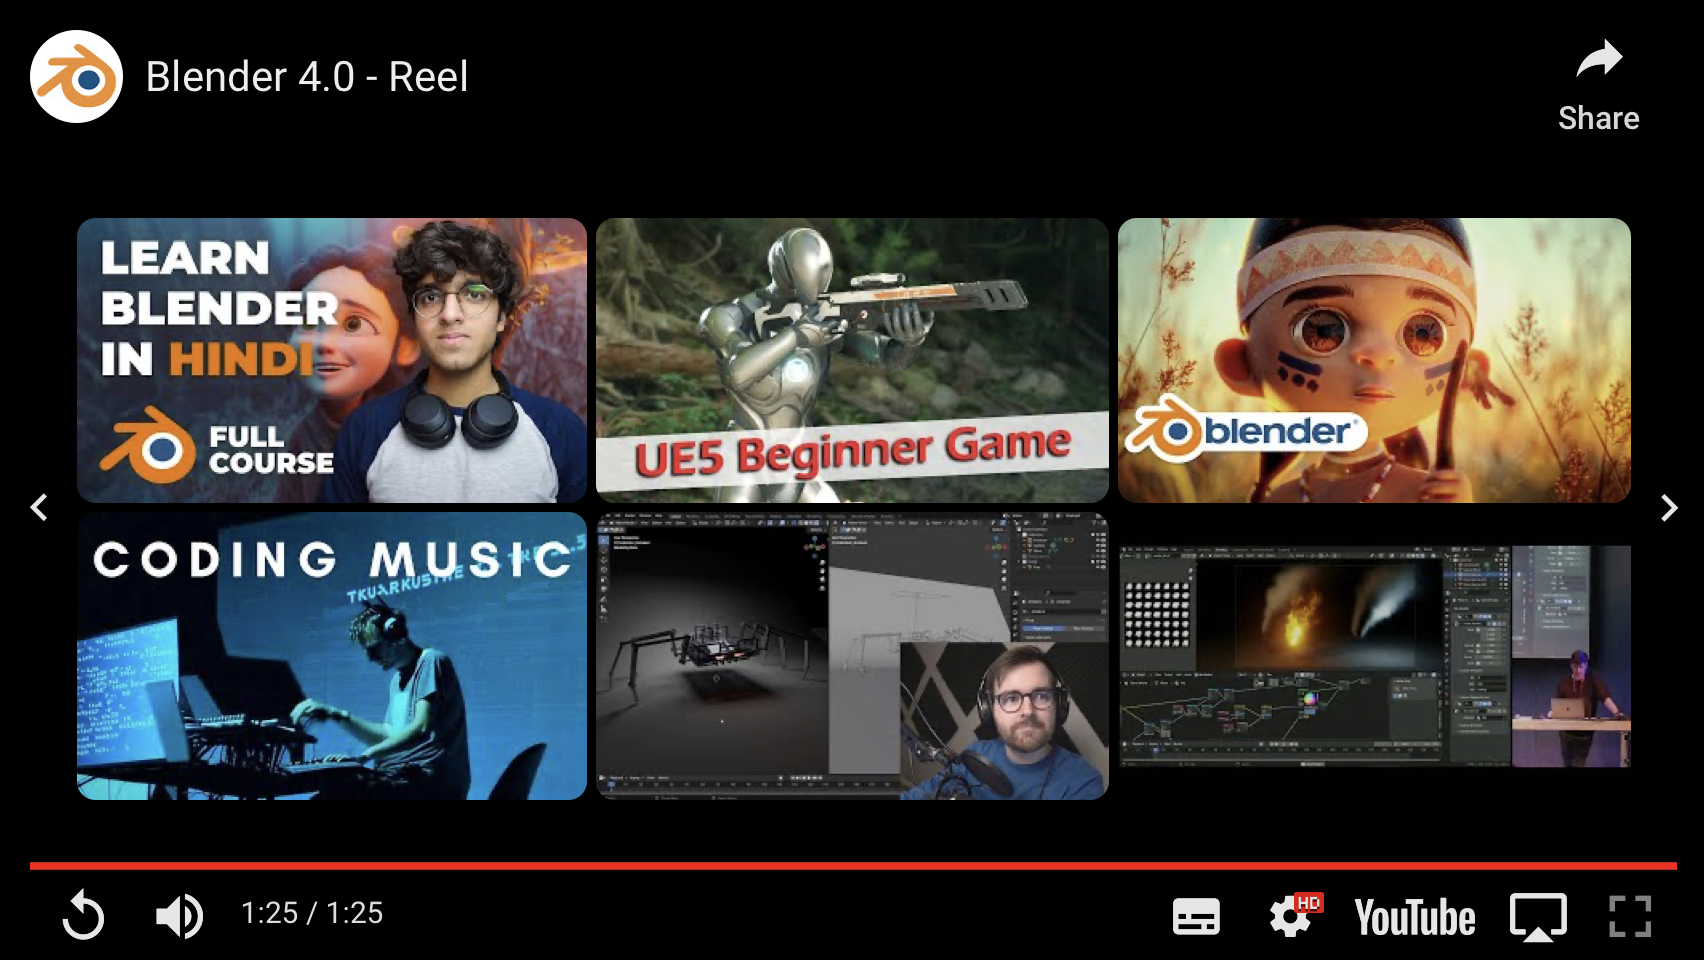 Blender 4.0 - Reel
Share
LEARN
BLENDER
IN HINDI
FULL
COURSE
UE5 Beginner Game
blender
CODING MUSIC
1:25 / 1:25
HD
YouTube